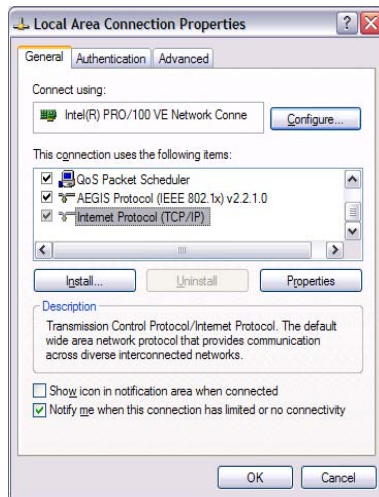 Local Area Connection Properties
General Authentication Advanced
Connect using:
Intel(R) PRO/100 VE Network Conne
Configure...
This connection uses the following items:
QoS Packet Scheduler
AEGIS Protocol (IEEE 802.1x) v2.2.1.0
Internet Protocol (TCP/IP)
Install... Uninstall Properties
Description
Transmission Control Protocol/Internet Protocol. The default
wide area network protocol that provides communication
across diverse interconnected networks.
Show icon in notification area when connected
Notify me when this connection has limited or no connectivity
OK Cancel